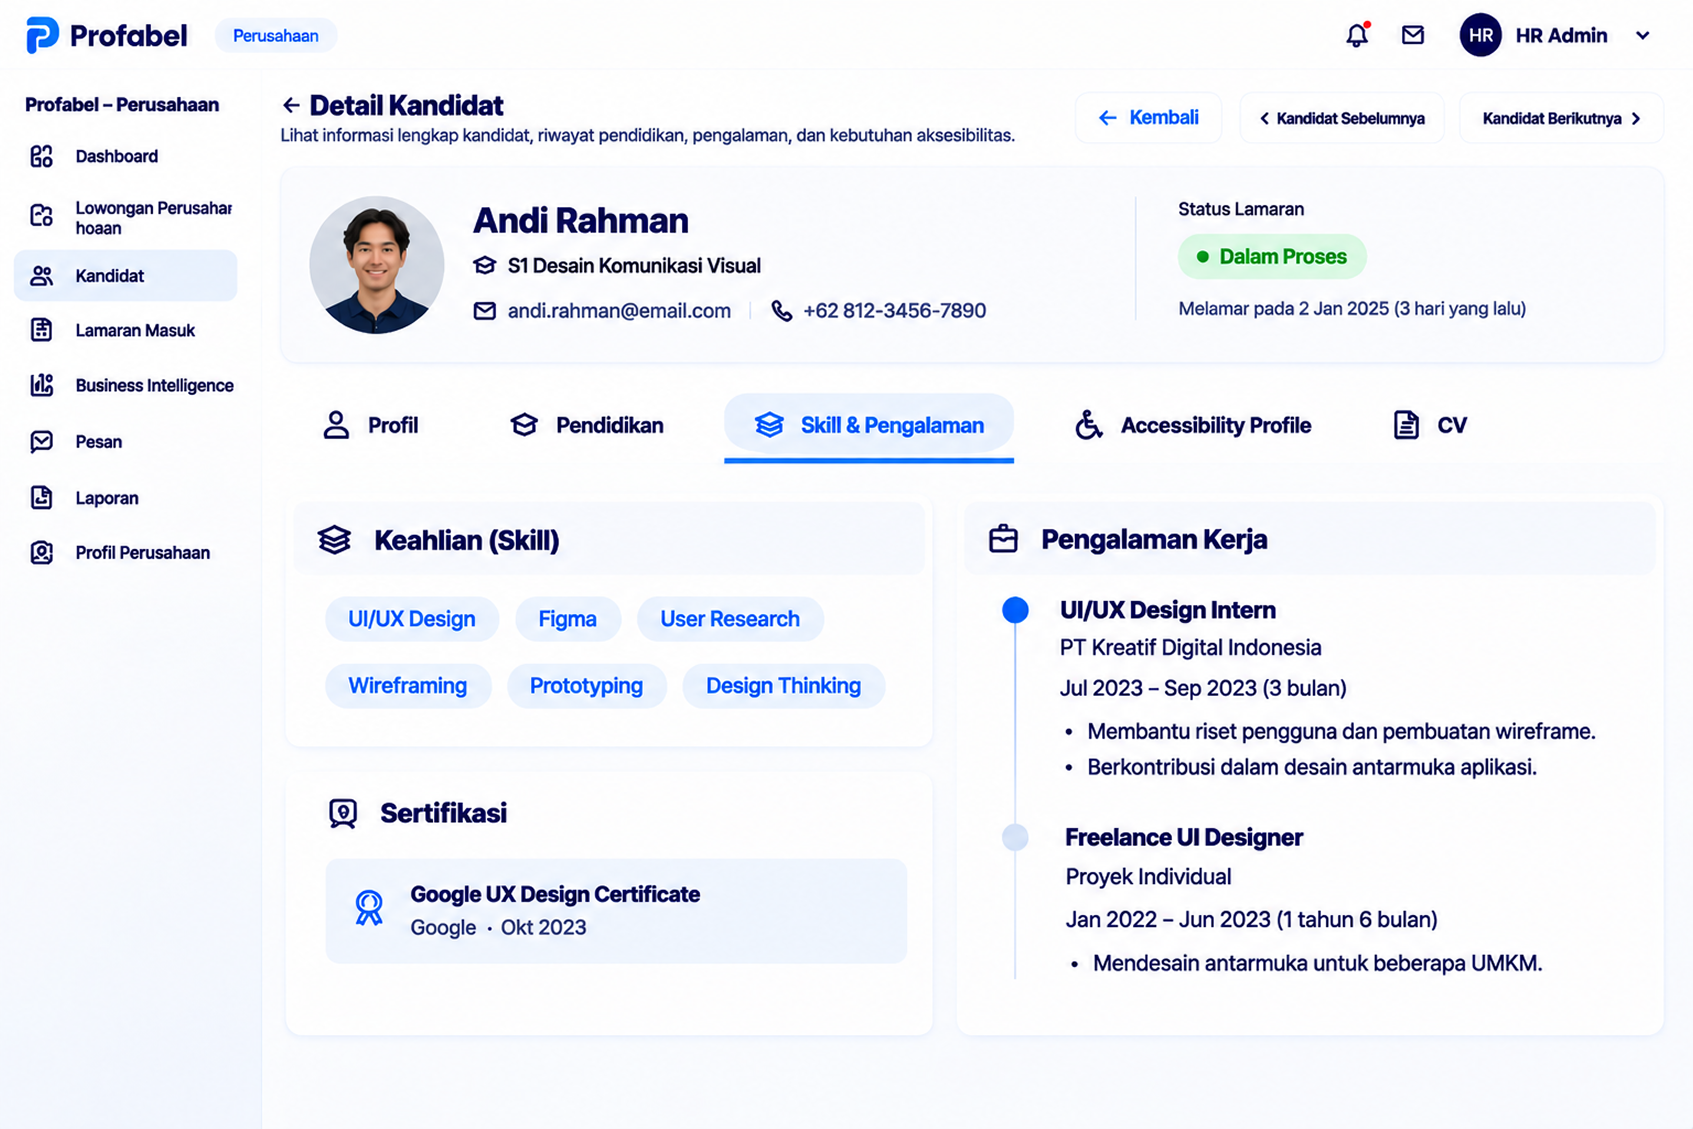 Profabel
Perusahaan
HR
HR Admin
Profabel – Perusahaan
Dashboard
Lowongan Perusahar
hoaan
Kandidat
Lamaran Masuk
Business Intelligence
Pesan
Laporan
Profil Perusahaan
Detail Kandidat
Lihat informasi lengkap kandidat, riwayat pendidikan, pengalaman, dan kebutuhan aksesibilitas.
Kembali
Kandidat Sebelumnya
Kandidat Berikutnya
Andi Rahman
S1 Desain Komunikasi Visual
andi.rahman@email.com
+62 812-3456-7890
Status Lamaran
Dalam Proses
Melamar pada 2 Jan 2025 (3 hari yang lalu)
Profil
Pendidikan
Skill & Pengalaman
Accessibility Profile
CV
Keahlian (Skill)
UI/UX Design
Figma
User Research
Wireframing
Prototyping
Design Thinking
Sertifikasi
Google UX Design Certificate
Google · Okt 2023
Pengalaman Kerja
UI/UX Design Intern
PT Kreatif Digital Indonesia
Jul 2023 – Sep 2023 (3 bulan)
• Membantu riset pengguna dan pembuatan wireframe.
• Berkontribusi dalam desain antarmuka aplikasi.
Freelance UI Designer
Proyek Individual
Jan 2022 – Jun 2023 (1 tahun 6 bulan)
• Mendesain antarmuka untuk beberapa UMKM.